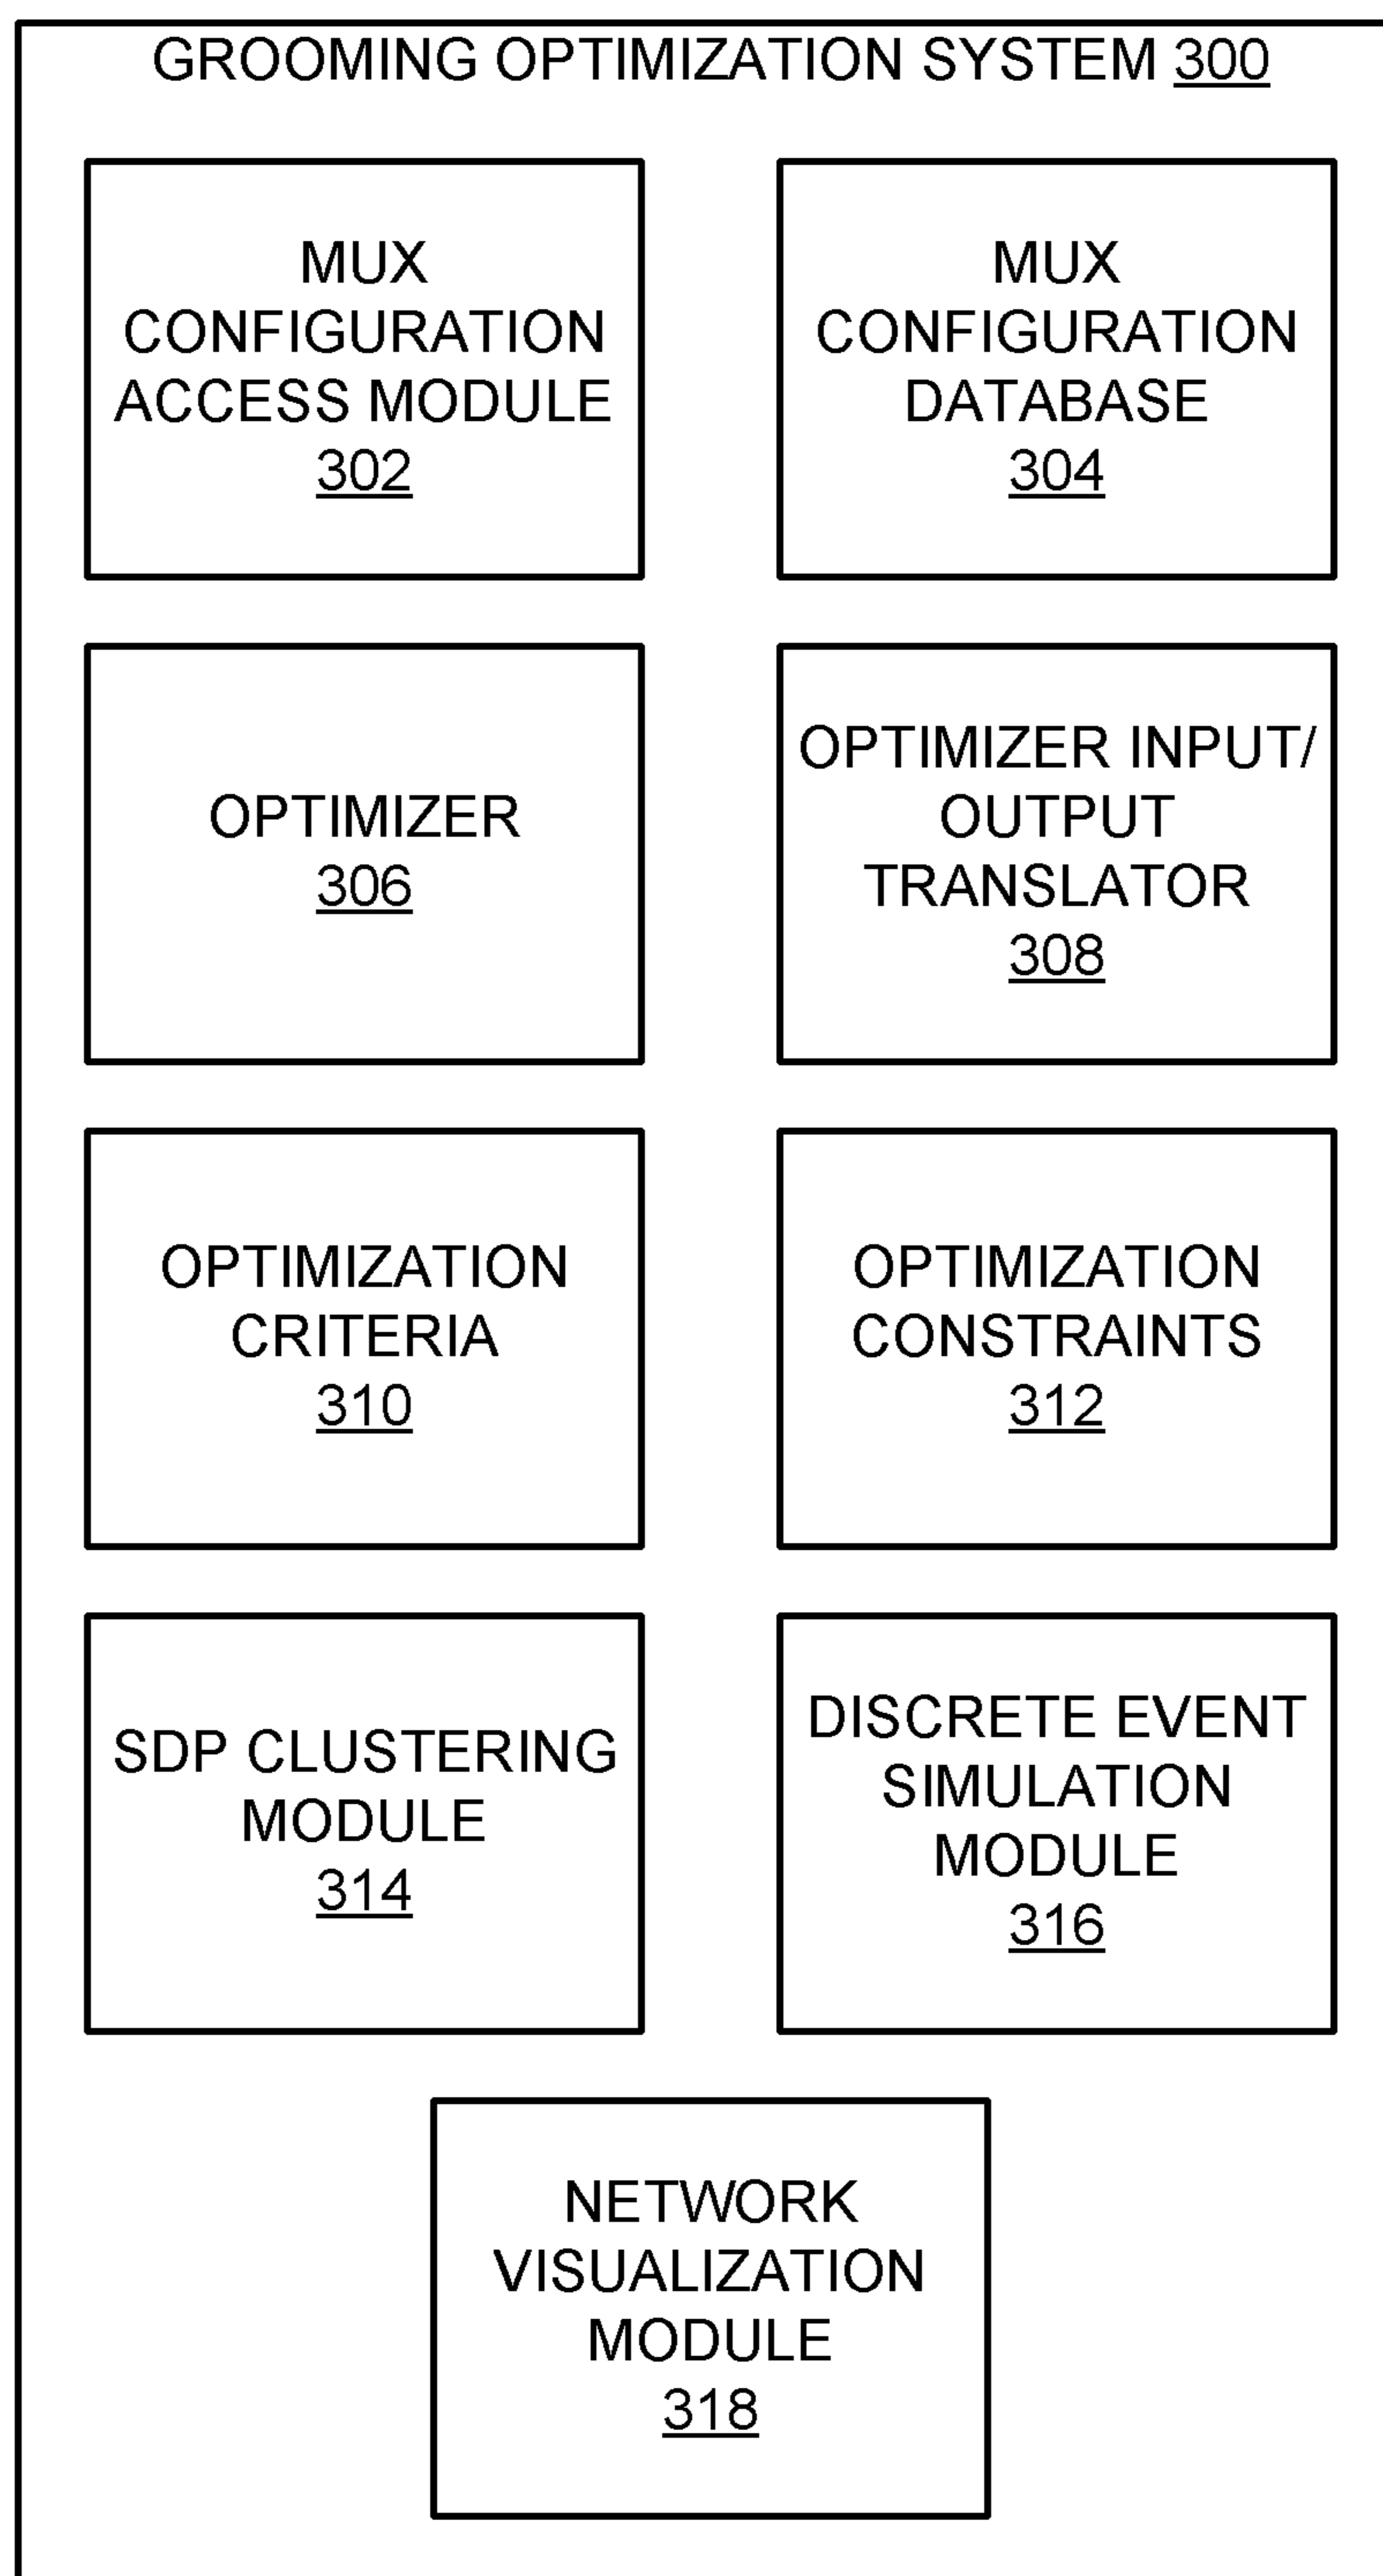 GROOMING OPTIMIZATION SYSTEM 300
MUX
CONFIGURATION
ACCESS MODULE
302
MUX
CONFIGURATION
DATABASE
304
OPTIMIZER
306
OPTIMIZER INPUT/
OUTPUT
TRANSLATOR
308
OPTIMIZATION
CRITERIA
310
OPTIMIZATION
CONSTRAINTS
312
SDP CLUSTERING
MODULE
314
DISCRETE EVENT
SIMULATION
MODULE
316
NETWORK
VISUALIZATION
MODULE
318